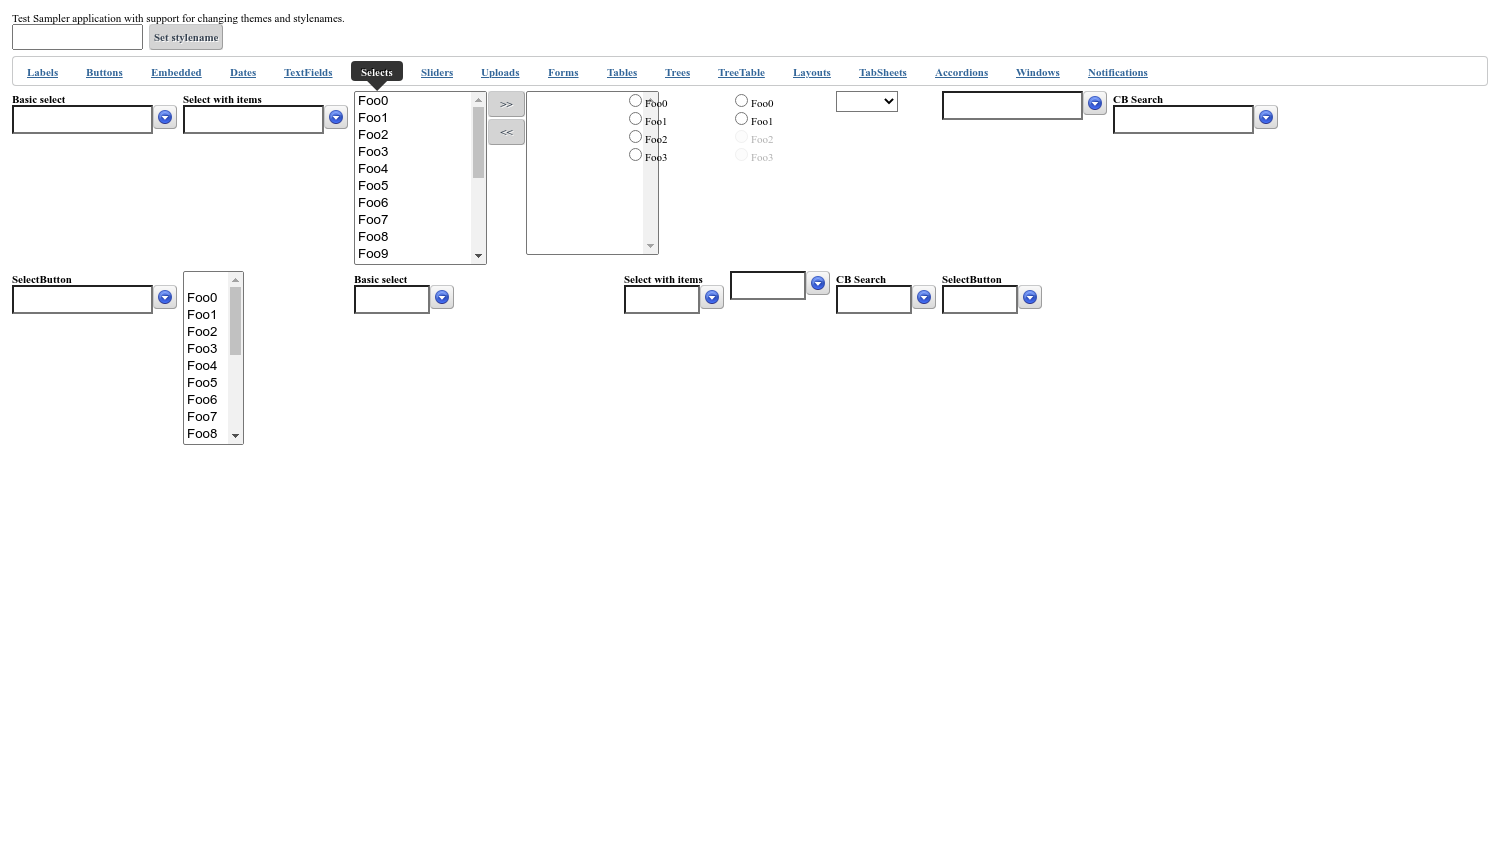 Test Sampler application with support for changing themes and stylenames.
Set stylename
Labels Buttons Embedded Dates TextFields Selects Sliders Uploads Forms Tables Trees TreeTable Layouts TabSheets Accordions Windows Notifications
Basic select
Select with items
Foo0
Foo1
Foo2
Foo3
Foo4
Foo5
Foo6
Foo7
Foo8
Foo9
>>
<<
Foo0
Foo1
Foo2
Foo3
Foo0
Foo1
Foo2
Foo3
CB Search
SelectButton
Foo0
Foo1
Foo2
Foo3
Foo4
Foo5
Foo6
Foo7
Foo8
Basic select
Select with items
CB Search
SelectButton